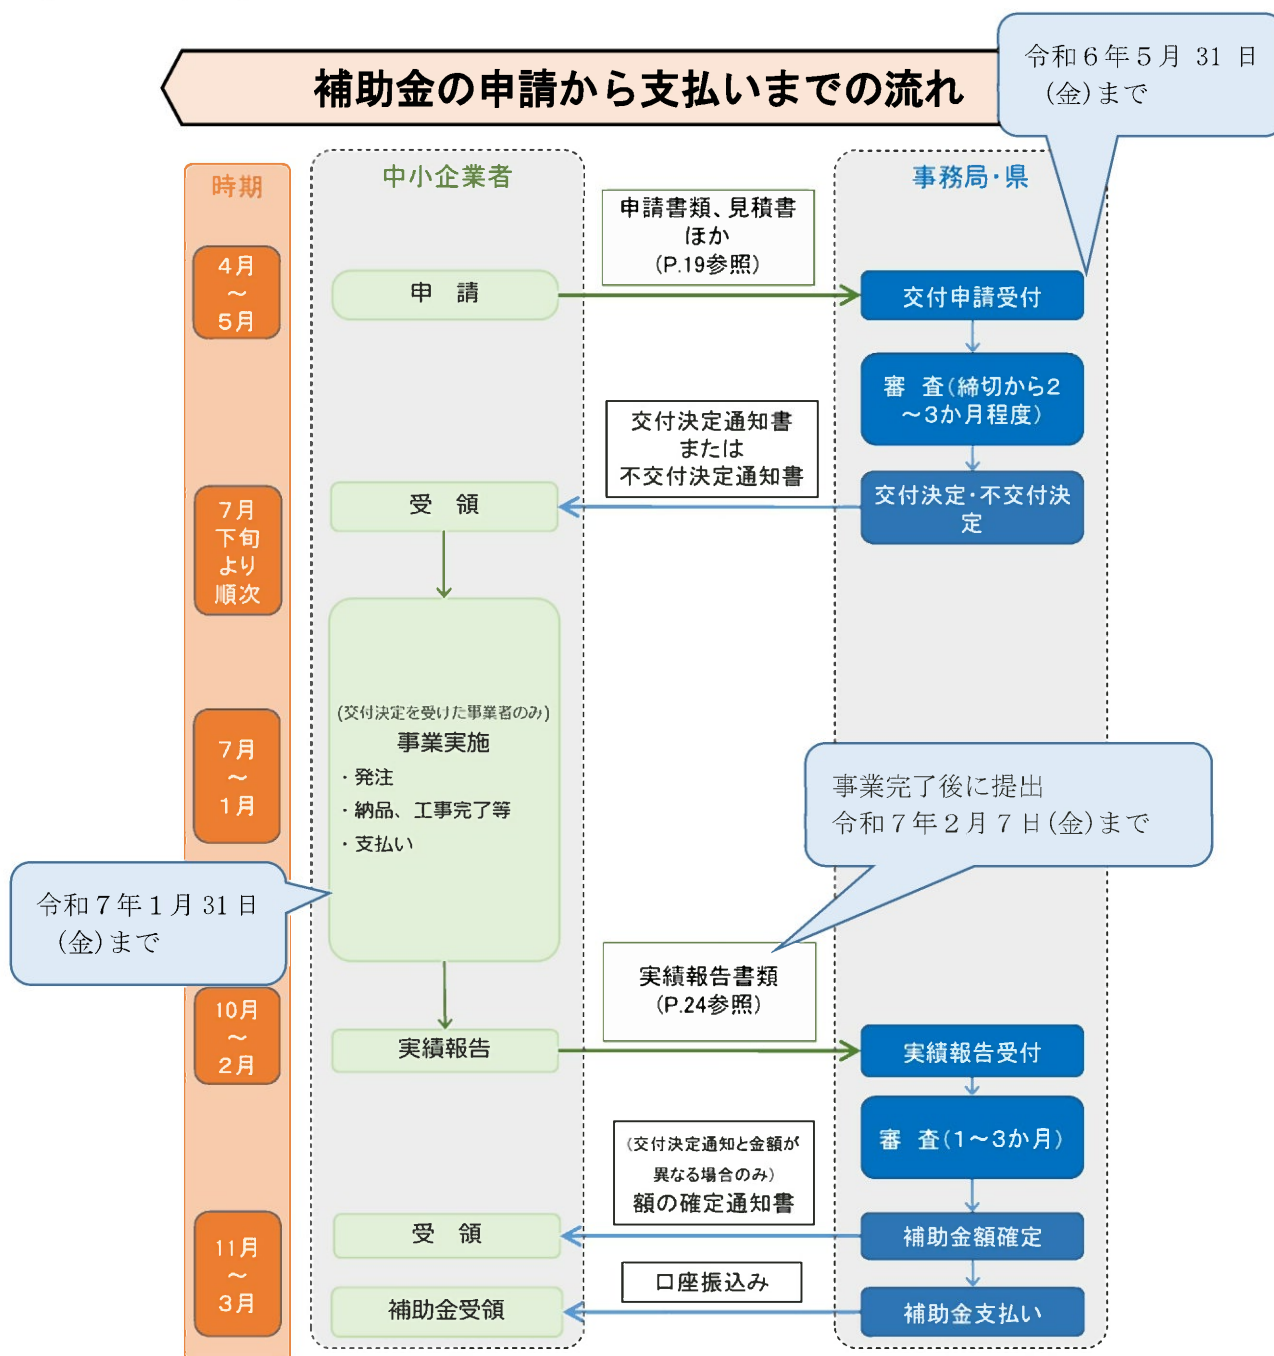 補助金の申請から支払いまでの流れ
令和６年５月 31 日
(金)まで
時期
中小企業者
事務局・県
4月
～
5月
申　請
申請書類、見積書
ほか
(P.19参照)
交付申請受付
審　査(締切から2
～3か月程度)
交付決定通知書
または
不交付決定通知書
交付決定・不交付決
定
7月
下旬
より
順次
受　領
7月
～
1月
(交付決定を受けた事業者のみ)
事業実施
・発注
・納品、工事完了等
・支払い
事業完了後に提出
令和７年２月７日(金)まで
令和７年１月 31 日
(金)まで
10月
～
2月
実績報告
実績報告書類
(P.24参照)
実績報告受付
審　査(1～3か月)
(交付決定通知と金額が
異なる場合のみ)
額の確定通知書
11月
～
3月
受　領
補助金額確定
口座振込み
補助金受領
補助金支払い